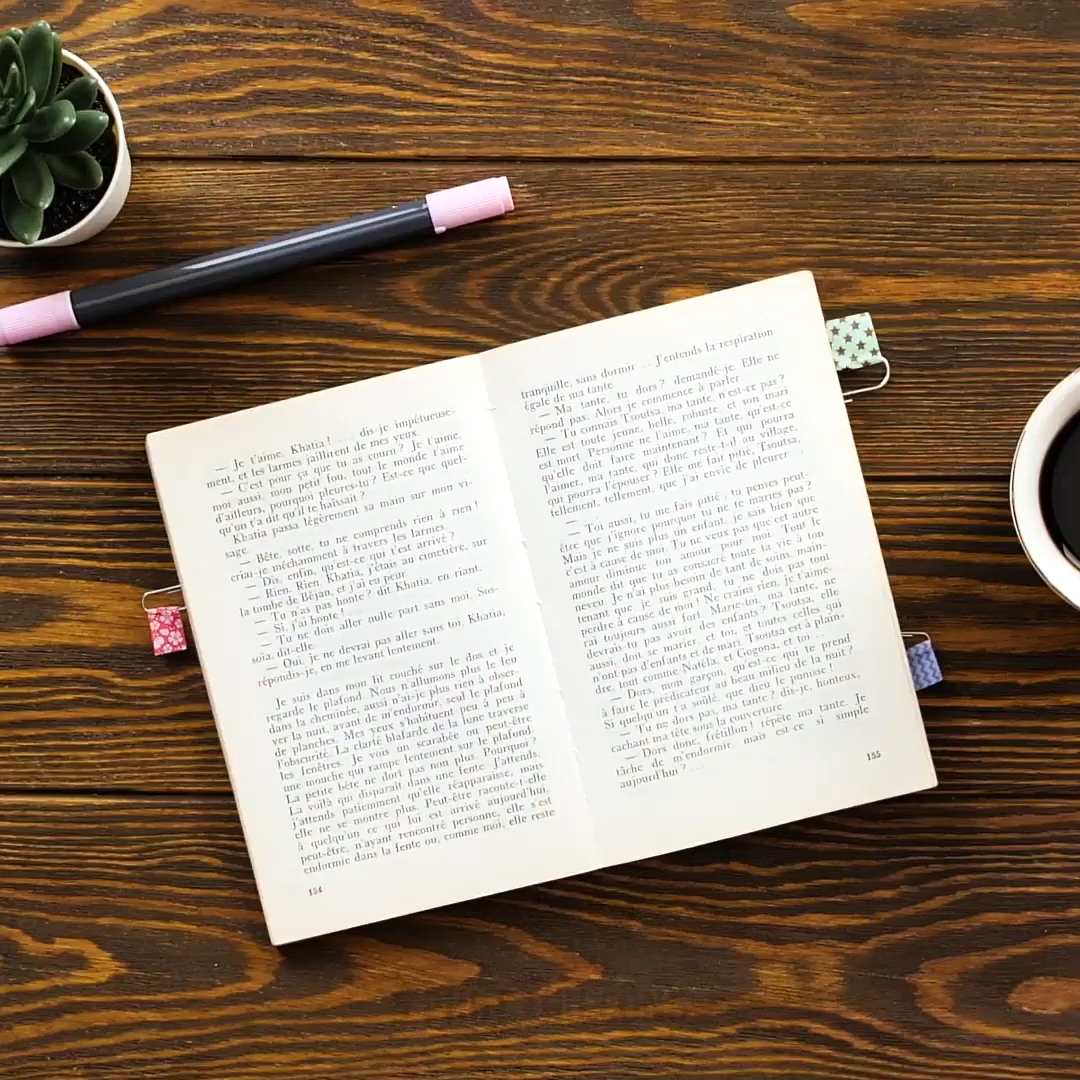 — Je t'aime, Khatia ! . . . dis-je impétueuse-
ment, et les larmes jaillirent de mes yeux.
— C'est pour ça que tu as couru ? Je t'aime,
moi aussi, mon petit fou, tout le monde t'aime
d'ailleurs, pourquoi pleures-tu ? Est-ce que quel-
qu'un t'a dit qu'il te haïssait ?
Khatia passa légèrement sa main sur mon vi-
sage.
— Bête, sotte, tu ne comprends rien à rien !
criai-je méchamment à travers les larmes.
— Dis, enfin, qu'est-ce qui t'est arrivé ?
— Rien. Rien, Khatia, j'étais au cimetière, sur
la tombe de Béjan, et j'ai eu peur.
— Tu n'as pas honte ? dit Khatia, en riant.
— Si, j'ai honte . . .
— Tu ne dois aller nulle part sans moi, Sos-
soïa, dit-elle.
— Oui, je ne devrai pas aller sans toi, Khatia,
répondis-je, en me levant lentement.
Je suis dans mon lit couché sur le dos et je
regarde le plafond. Nous n'allumons plus le feu
dans la cheminée, aussi n'ai-je plus rien à obser-
ver la nuit, avant de m'endormir, seul le plafond
de planches. Mes yeux s'habituent peu à peu à
l'obscurité. La clarté blafarde de la lune traverse
les fenêtres. Je vois un scarabée ou peut-être
une mouche qui rampe lentement sur le plafond.
La petite bête ne dort pas non plus. Pourquoi ?
La voilà qui disparaît dans une fente. J'attends,
j'attends patiemment qu'elle réapparaisse, mais
elle ne se montre plus. Peut-être raconte-t-elle
à quelqu'un ce qui lui est arrivé aujourd'hui,
peut-être, n'ayant rencontré personne, elle s'est
endormie dans la fente ou, comme moi, elle reste
154
tranquille, sans dormir . . . J'entends la respiration
égale de ma tante.
— Ma tante, tu dors ? demandé-je. Elle ne
répond pas. Alors je commence à parler.
— Tu connais Tsoutsa, ma tante, n'est-ce pas ?
Elle est toute jeune, belle, robuste, et son mari
est mort. Personne ne l'aime, ma tante, qu'est-ce
qu'elle doit faire maintenant ? Et qui pourra
l'aimer, ma tante, qui donc reste-t-il au village,
qui pourra l'épouser ? Elle me fait pitié, Tsoutsa,
tellement, tellement, que j'ai envie de pleurer . . .
— Toi aussi, tu me fais pitié ; tu penses peut-
être que j'ignore pourquoi tu ne te maries pas ?
Mais je ne suis plus un enfant, je sais bien que
c'est à cause de moi. Tu ne veux pas que cet autre
amour diminue ton amour pour moi. Tout le
monde dit que tu as consacré toute ta vie à ton
neveu. Je n'ai plus besoin de tant de soins, main-
tenant que je suis grand, tu ne dois pas tout
perdre à cause de moi ! Ne crains rien, je t'aime-
rai toujours aussi fort. Marie-toi, ma tante, ne
devrais-tu pas avoir des enfants ? Tsoutsa, elle
aussi, doit se marier, et toi, et toutes celles qui
n'ont pas d'enfants et de mari. Tsoutsa est à plain-
dre, tout comme Natéla, et Gogona, et toi . . .
— Dors, mon garçon, qu'est-ce qui te prend
à faire le prédicateur au beau milieu de la nuit ?
Si quelqu'un t'a soûlé, que dieu le punisse !
— Tu ne dors pas, ma tante ? dis-je, honteux,
cachant ma tête sous la couverture.
— Dors donc, frétillon ! répète ma tante. Je
tâche de m'endormir, mais est-ce si simple
aujourd'hui ? . . .
155